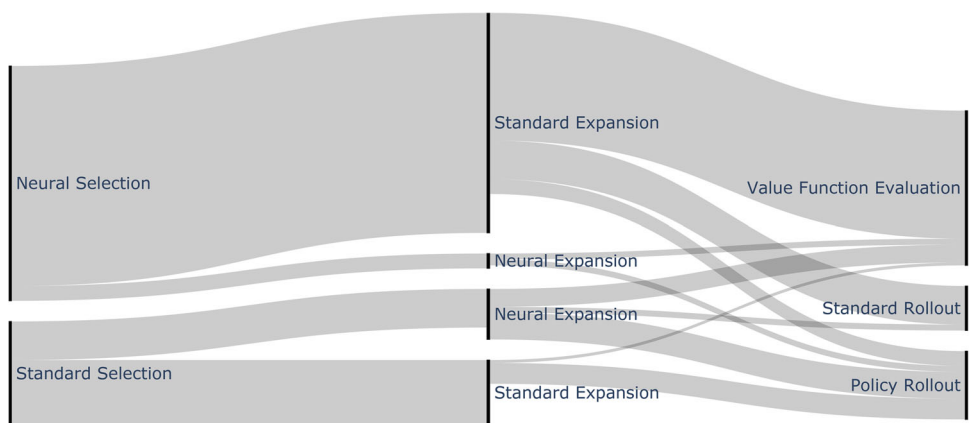 Neural Selection
Standard Selection
Standard Expansion
Neural Expansion
Neural Expansion
Standard Expansion
Value Function Evaluation
Standard Rollout
Policy Rollout